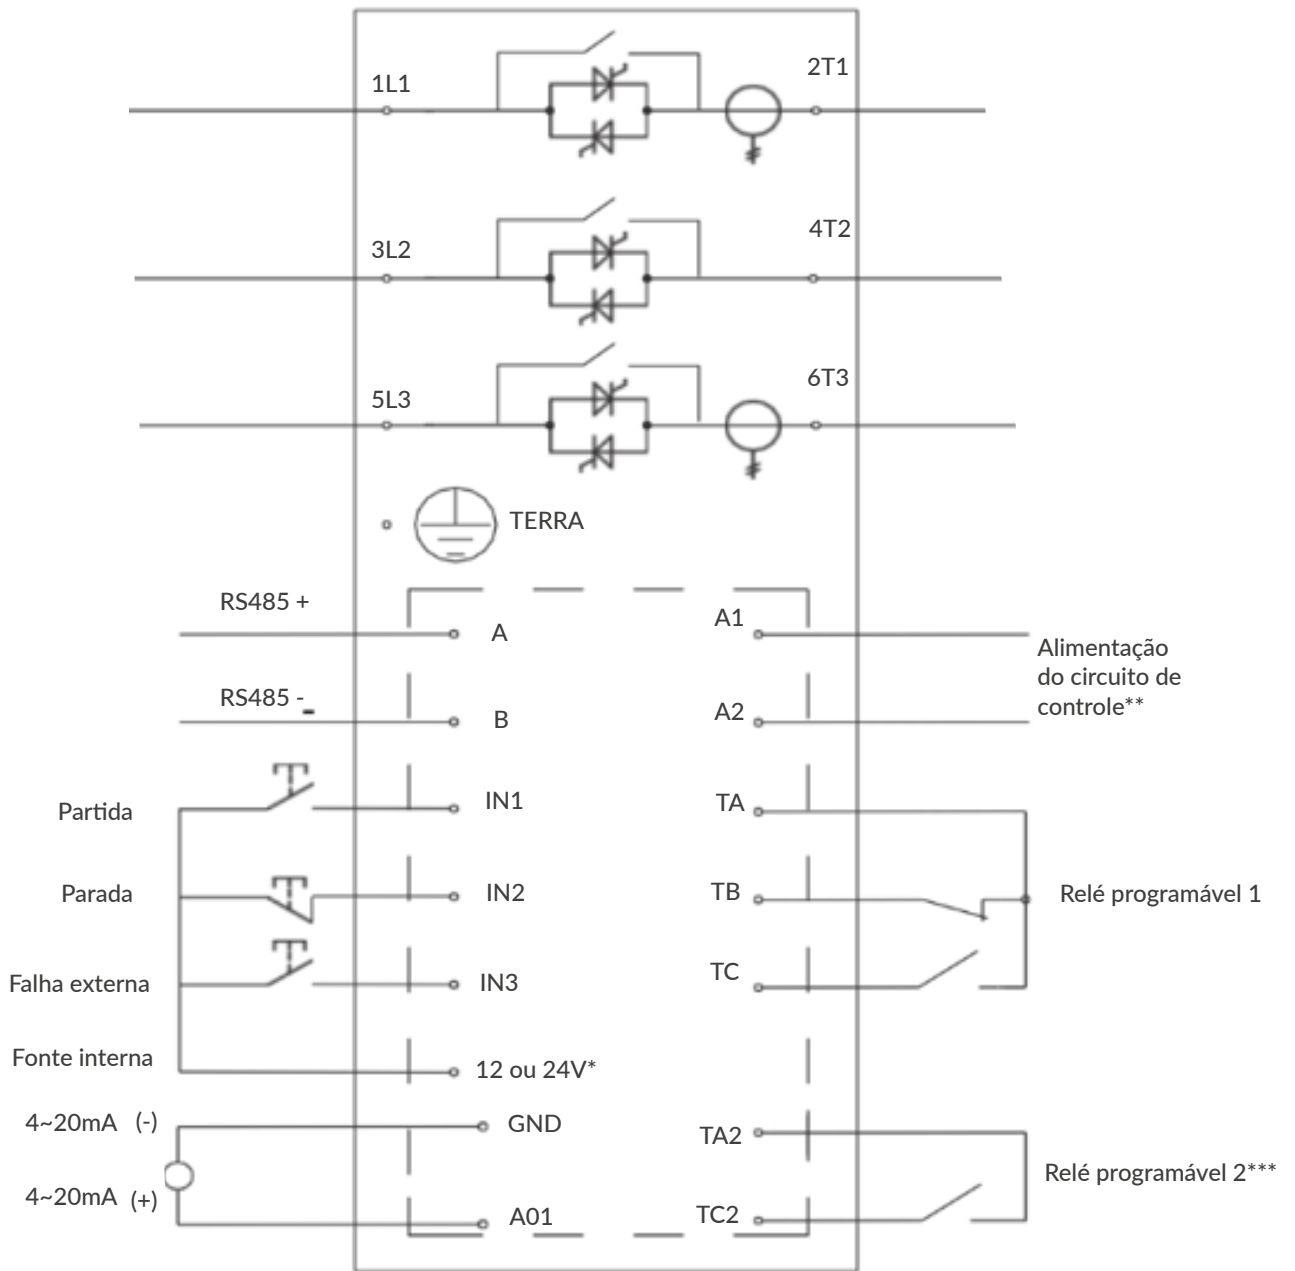 1L1
2T1
3L2
4T2
5L3
6T3
TERRA
RS485 +
A
A1
Alimentação
do circuito de
controle**
RS485 -
B
A2
Partida
IN1
TA
Parada
IN2
TB
Relé programável 1
Falha externa
IN3
TC
Fonte interna
12 ou 24V*
4~20mA (-)
GND
TA2
Relé programável 2***
4~20mA (+)
A01
TC2